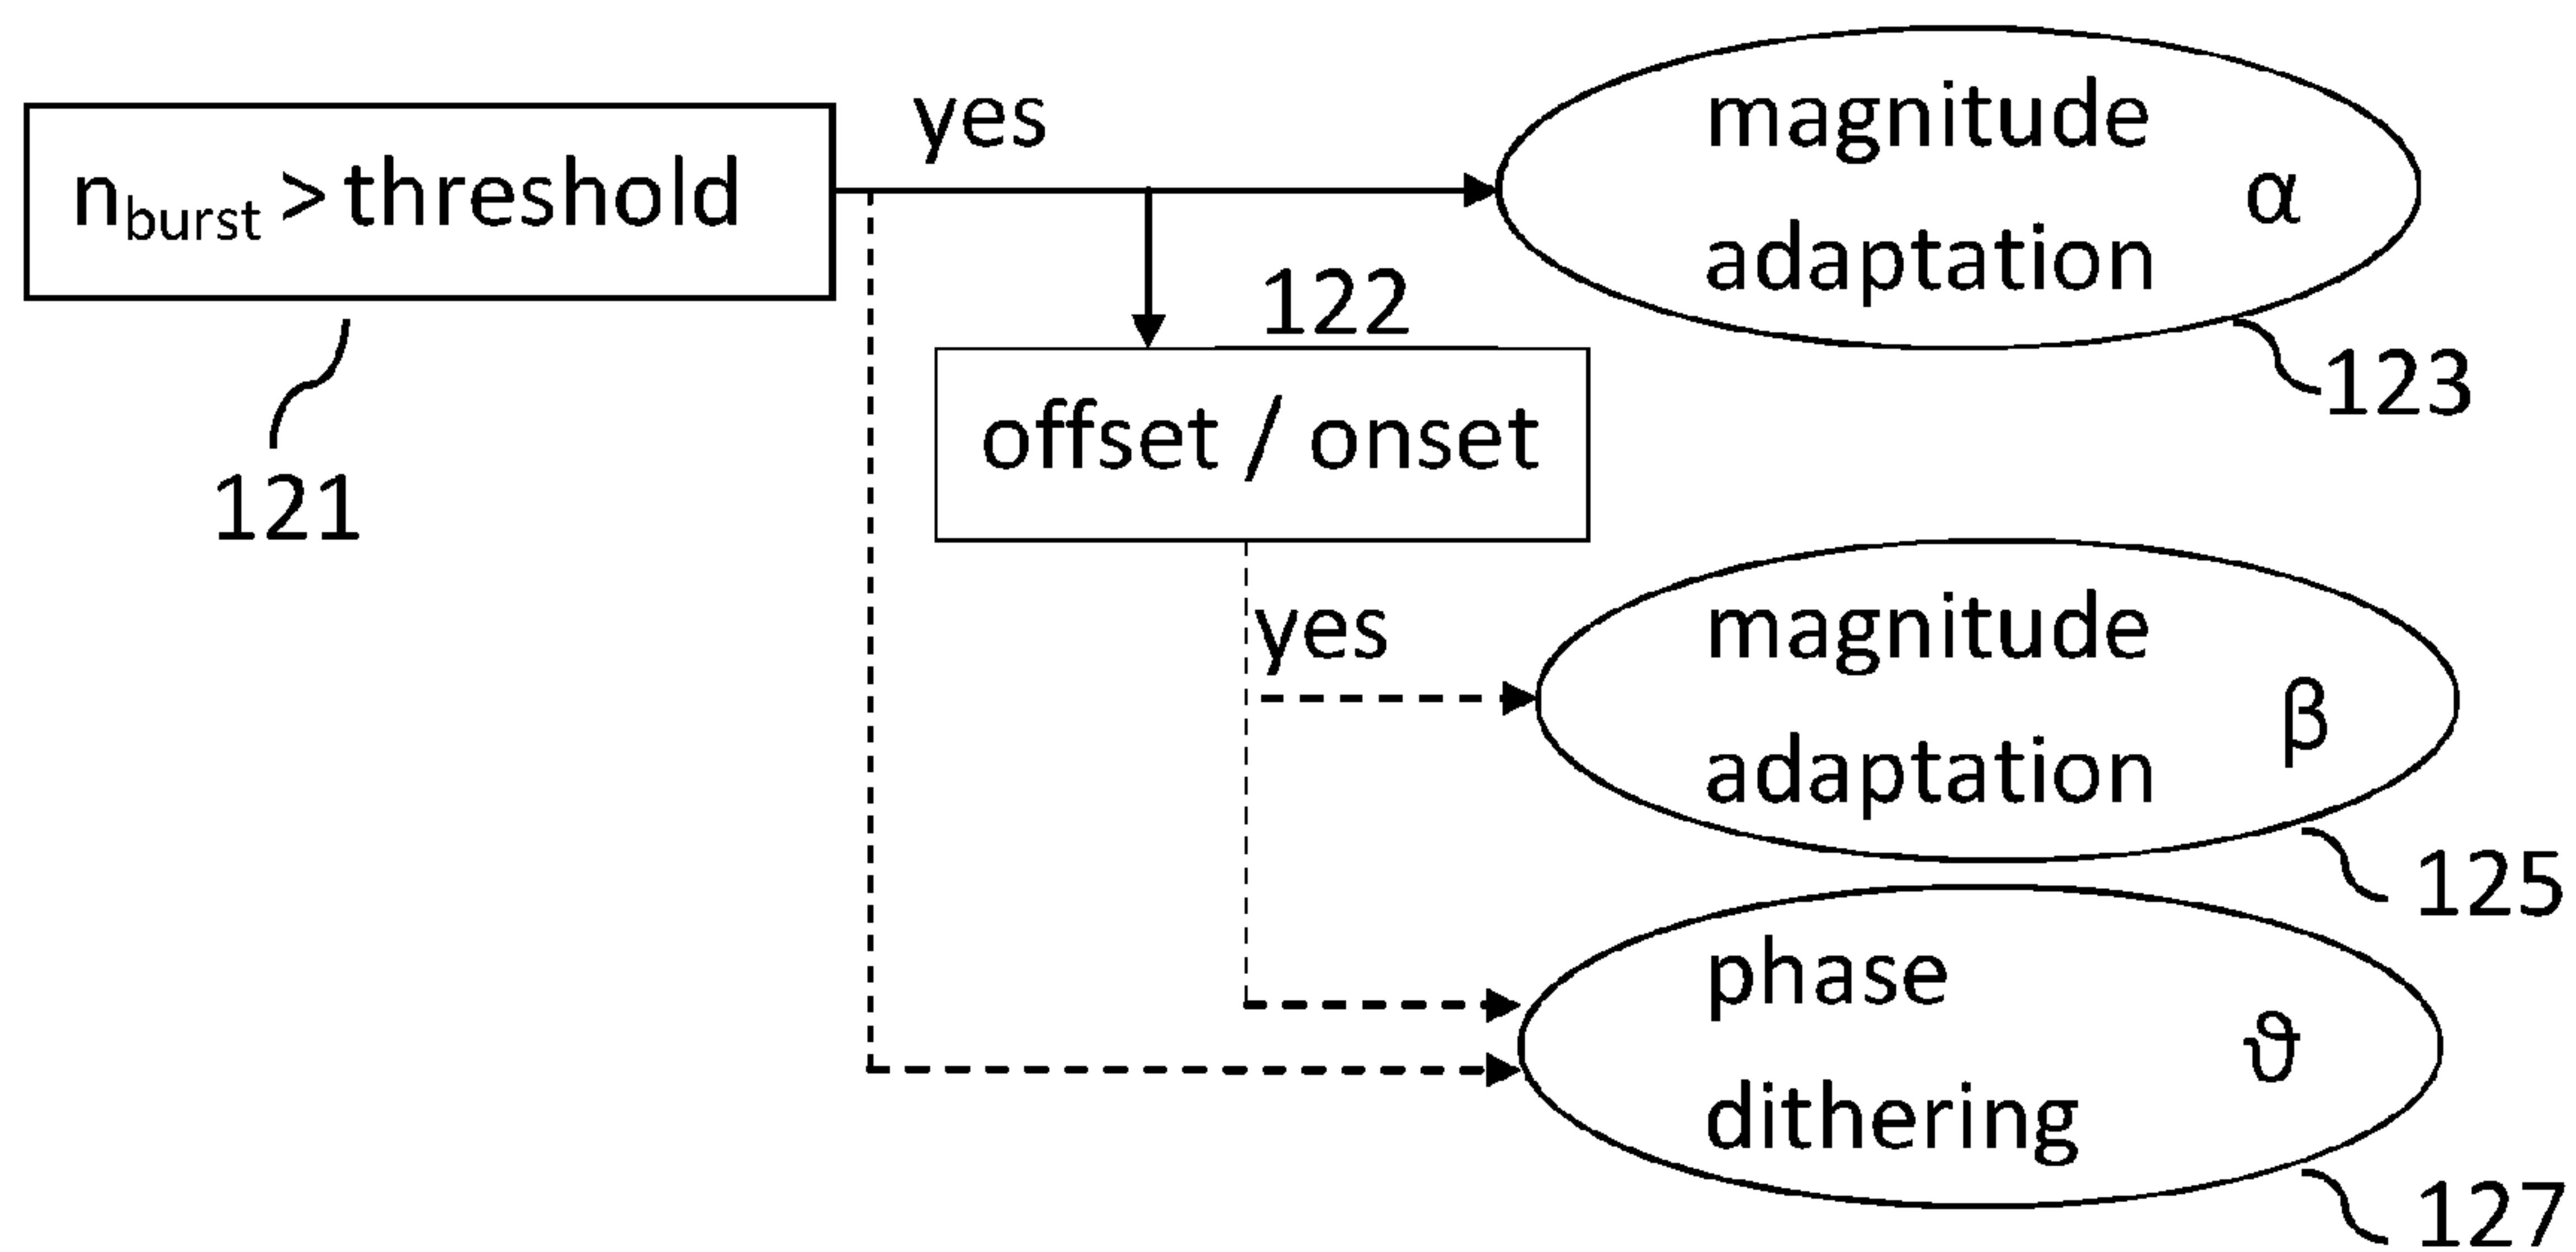 yes
n_burst > threshold
magnitude
α
adaptation
122
123
offset / onset
121
yes
magnitude
β
adaptation
125
phase
ϑ
dithering
127